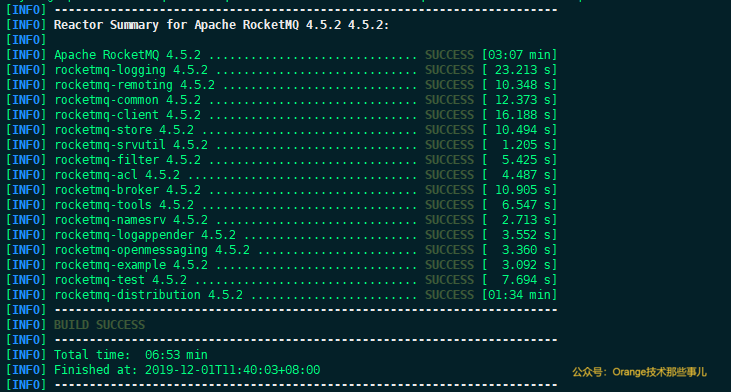 [INFO] ------------------------------------------------------------------------
[INFO] Reactor Summary for Apache RocketMQ 4.5.2 4.5.2:
[INFO]
[INFO] Apache RocketMQ 4.5.2 .............................. SUCCESS [03:07 min]
[INFO] rocketmq-logging 4.5.2 ............................. SUCCESS [ 23.213 s]
[INFO] rocketmq-remoting 4.5.2 ............................ SUCCESS [ 10.348 s]
[INFO] rocketmq-common 4.5.2 .............................. SUCCESS [ 12.373 s]
[INFO] rocketmq-client 4.5.2 .............................. SUCCESS [ 16.188 s]
[INFO] rocketmq-store 4.5.2 ............................... SUCCESS [ 10.494 s]
[INFO] rocketmq-srvutil 4.5.2 ............................. SUCCESS [  1.205 s]
[INFO] rocketmq-filter 4.5.2 .............................. SUCCESS [  5.425 s]
[INFO] rocketmq-acl 4.5.2 ................................. SUCCESS [  4.487 s]
[INFO] rocketmq-broker 4.5.2 .............................. SUCCESS [ 10.905 s]
[INFO] rocketmq-tools 4.5.2 ............................... SUCCESS [  6.547 s]
[INFO] rocketmq-namesrv 4.5.2 ............................. SUCCESS [  2.713 s]
[INFO] rocketmq-logappender 4.5.2 ......................... SUCCESS [  3.552 s]
[INFO] rocketmq-openmessaging 4.5.2 ....................... SUCCESS [  3.360 s]
[INFO] rocketmq-example 4.5.2 ............................. SUCCESS [  3.092 s]
[INFO] rocketmq-test 4.5.2 ................................ SUCCESS [  7.694 s]
[INFO] rocketmq-distribution 4.5.2 ........................ SUCCESS [01:34 min]
[INFO] ------------------------------------------------------------------------
[INFO] BUILD SUCCESS
[INFO] ------------------------------------------------------------------------
[INFO] Total time:  06:53 min
[INFO] Finished at: 2019-12-01T11:40:03+08:00
公众号：Orange技术那些事儿
[INFO] ------------------------------------------------------------------------